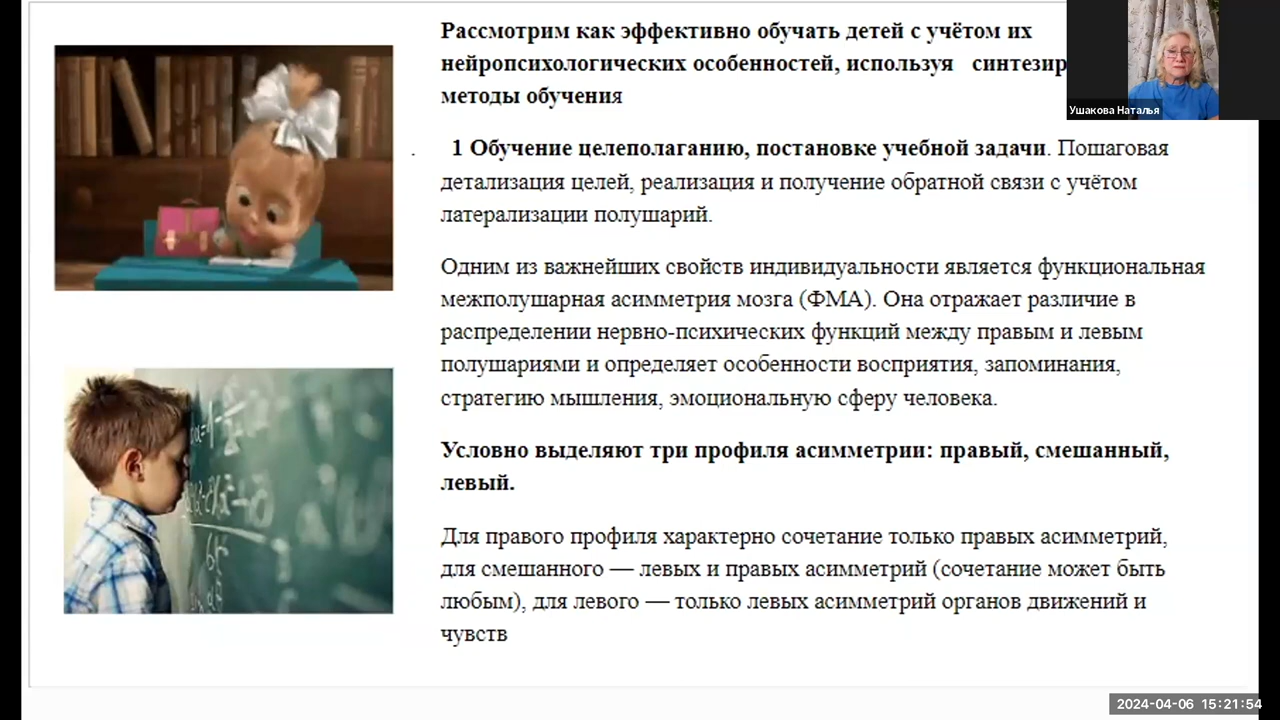 Рассмотрим как эффективно обучать детей с учётом их
нейропсихологических особенностей, используя синтезир
методы обучения
Ушакова Наталья
. 1 Обучение целеполаганию, постановке учебной задачи. Пошаговая
детализация целей, реализация и получение обратной связи с учётом
латерализации полушарий.
Одним из важнейших свойств индивидуальности является функциональная
межполушарная асимметрия мозга (ФМА). Она отражает различие в
распределении нервно-психических функций между правым и левым
полушариями и определяет особенности восприятия, запоминания,
стратегию мышления, эмоциональную сферу человека.
Условно выделяют три профиля асимметрии: правый, смешанный,
левый.
Для правого профиля характерно сочетание только правых асимметрий,
для смешанного — левых и правых асимметрий (сочетание может быть
любым), для левого — только левых асимметрий органов движений и
чувств
2024-04-06 15:21:54